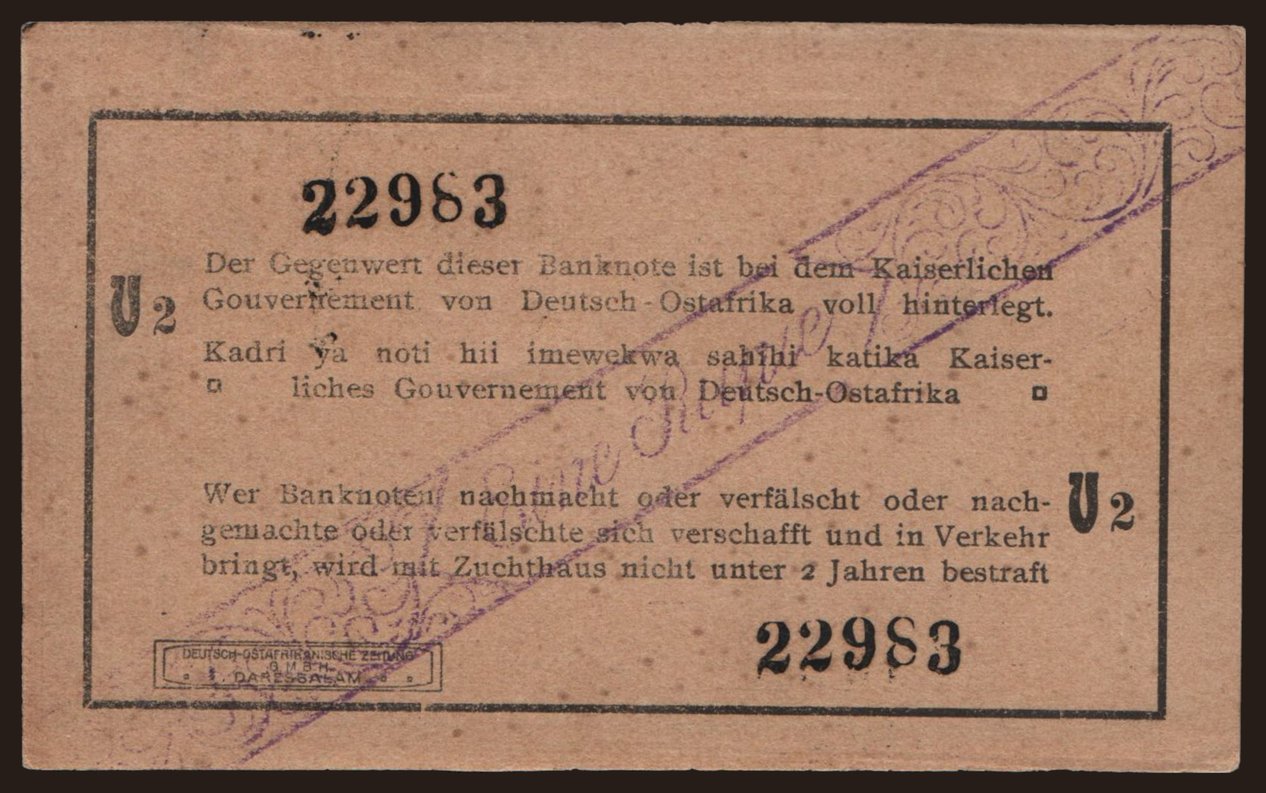 22983
Der Gegenwert dieser Banknote ist bei dem Kaiserlichen
Gouvernement von Deutsch-Ostafrika voll hinterlegt.
U 2
Kadri ya noti hii imewekwa sahihi katika Kaiser-
liches Gouvernement von Deutsch-Ostafrika
Eine Rupie
Wer Banknoten nachmacht oder verfälscht oder nach-
gemachte oder verfälschte sich verschafft und in Verkehr
bringt, wird mit Zuchthaus nicht unter 2 Jahren bestraft
U 2
22983
DEUTSCH-OSTAFRIKANISCHE ZEITUNG
G.M.B.H.
DARESSALAM